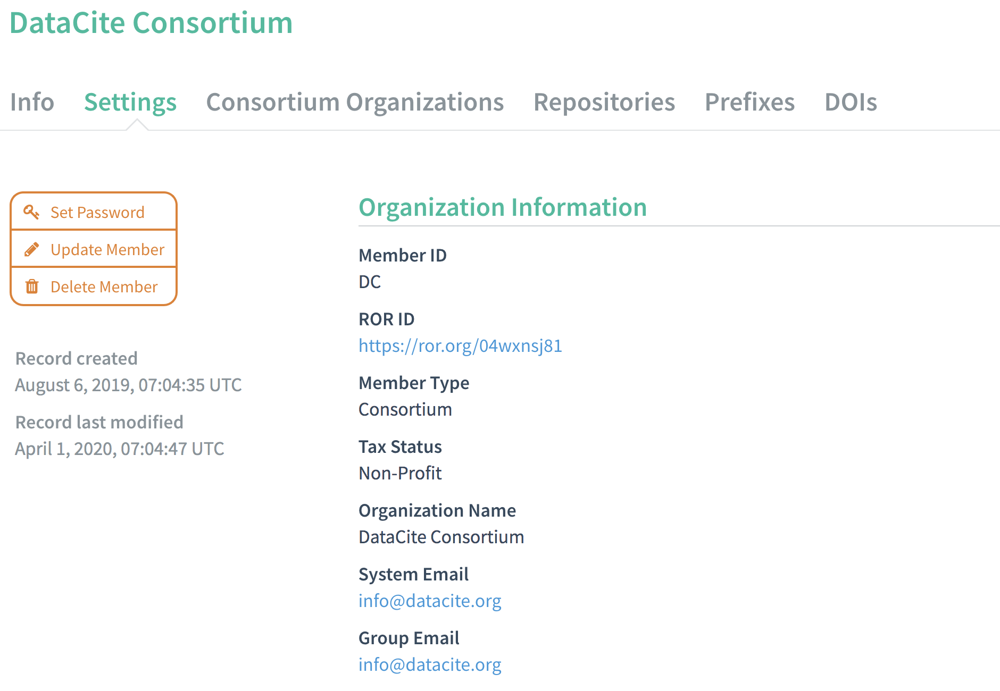 DataCite Consortium
Info Settings Consortium Organizations Repositories Prefixes DOIs
Set Password
Update Member
Delete Member
Record created
August 6, 2019, 07:04:35 UTC
Record last modified
April 1, 2020, 07:04:47 UTC
Organization Information
Member ID
DC
ROR ID
https://ror.org/04wxnsj81
Member Type
Consortium
Tax Status
Non-Profit
Organization Name
DataCite Consortium
System Email
info@datacite.org
Group Email
info@datacite.org